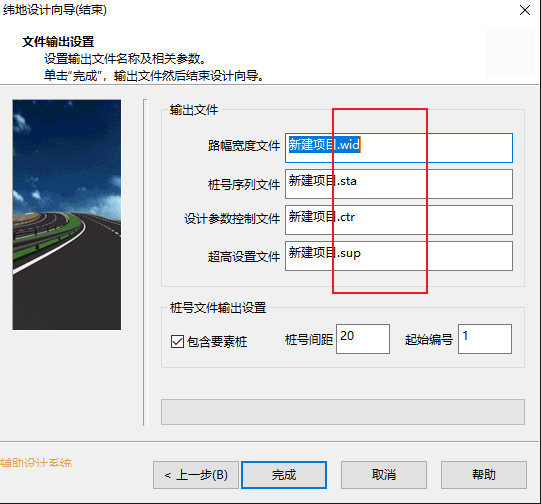 纬地设计向导(结束)
文件输出设置
设置输出文件名称及相关参数。
单击“完成”，输出文件然后结束设计向导。
输出文件
路幅宽度文件 新建项目.wid
桩号序列文件 新建项目.sta
设计参数控制文件 新建项目.ctr
超高设置文件 新建项目.sup
桩号文件输出设置
包含要素桩 桩号间距 20 起始编号 1
辅助设计系统
< 上一步(B) 完成 取消 帮助